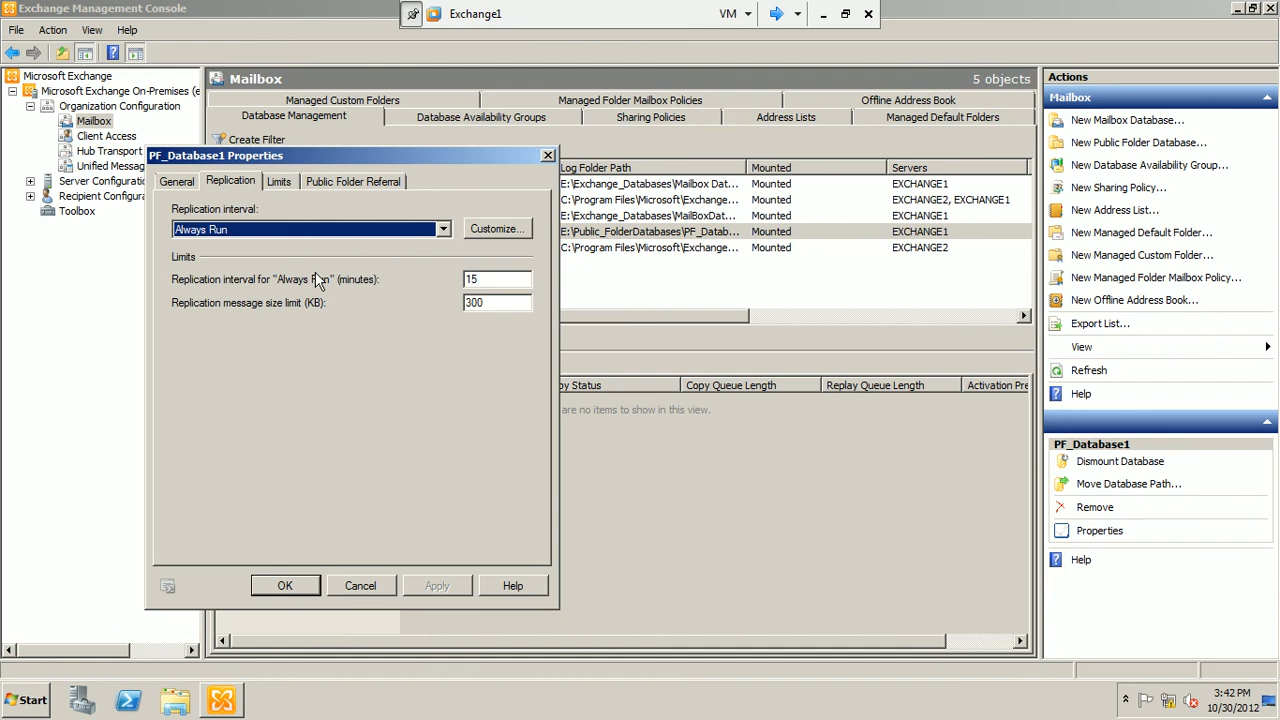 Exchange Management Console
Exchange1
VM
File Action View Help
Microsoft Exchange
Microsoft Exchange On-Premises (e
Organization Configuration
Mailbox
Client Access
Hub Transport
Unified Messag
Server Configuratio
Recipient Configura
Toolbox
Mailbox
5 objects
Managed Custom Folders
Managed Folder Mailbox Policies
Offline Address Book
Database Management
Database Availability Groups
Sharing Policies
Address Lists
Managed Default Folders
Create Filter
Log Folder Path Mounted Servers
E:\Exchange_Databases\Mailbox Dat... Mounted EXCHANGE1
C:\Program Files\Microsoft\Exchange... Mounted EXCHANGE2, EXCHANGE1
E:\Exchange_Databases\MailBoxDat... Mounted EXCHANGE1
E:\Public_FolderDatabases\PF_Datab... Mounted EXCHANGE1
C:\Program Files\Microsoft\Exchange... Mounted EXCHANGE2
py Status Copy Queue Length Replay Queue Length Activation Pre
are no items to show in this view.
PF_Database1 Properties
General Replication Limits Public Folder Referral
Replication interval:
Always Run
Customize...
Limits
Replication interval for "Always Run" (minutes): 15
Replication message size limit (KB): 300
OK Cancel Apply Help
Actions
Mailbox
New Mailbox Database...
New Public Folder Database...
New Database Availability Group...
New Sharing Policy...
New Address List...
New Managed Default Folder...
New Managed Custom Folder...
New Managed Folder Mailbox Policy...
New Offline Address Book...
Export List...
View
Refresh
Help
PF_Database1
Dismount Database
Move Database Path...
Remove
Properties
Help
Start
3:42 PM
10/30/2012